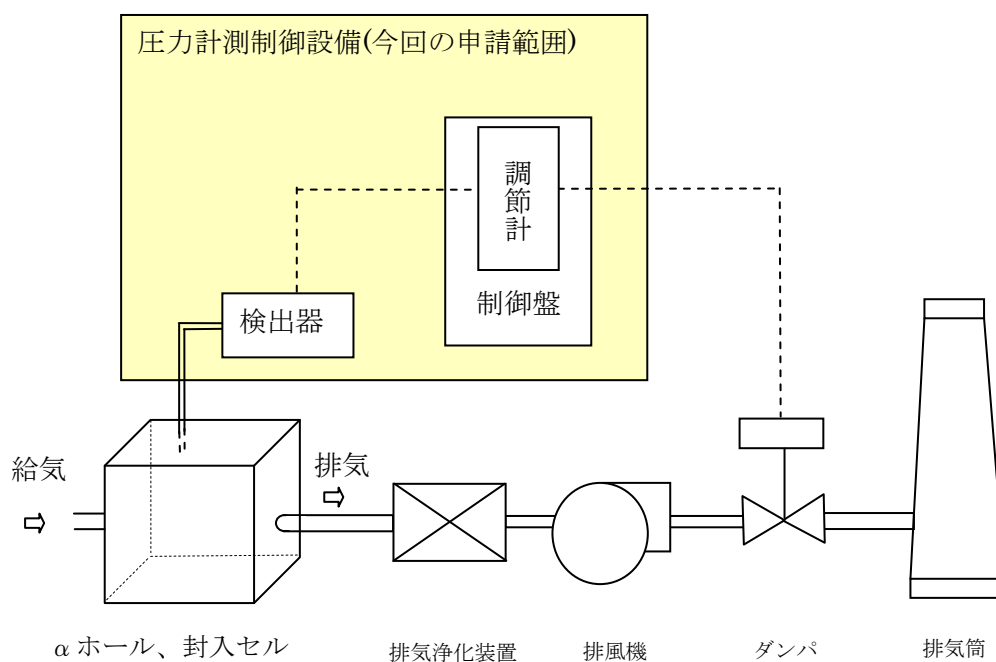 圧力計測制御設備(今回の申請範囲)
調節計
制御盤
検出器
給気
排気
αホール、封入セル
排気浄化装置
排風機
ダンパ
排気筒